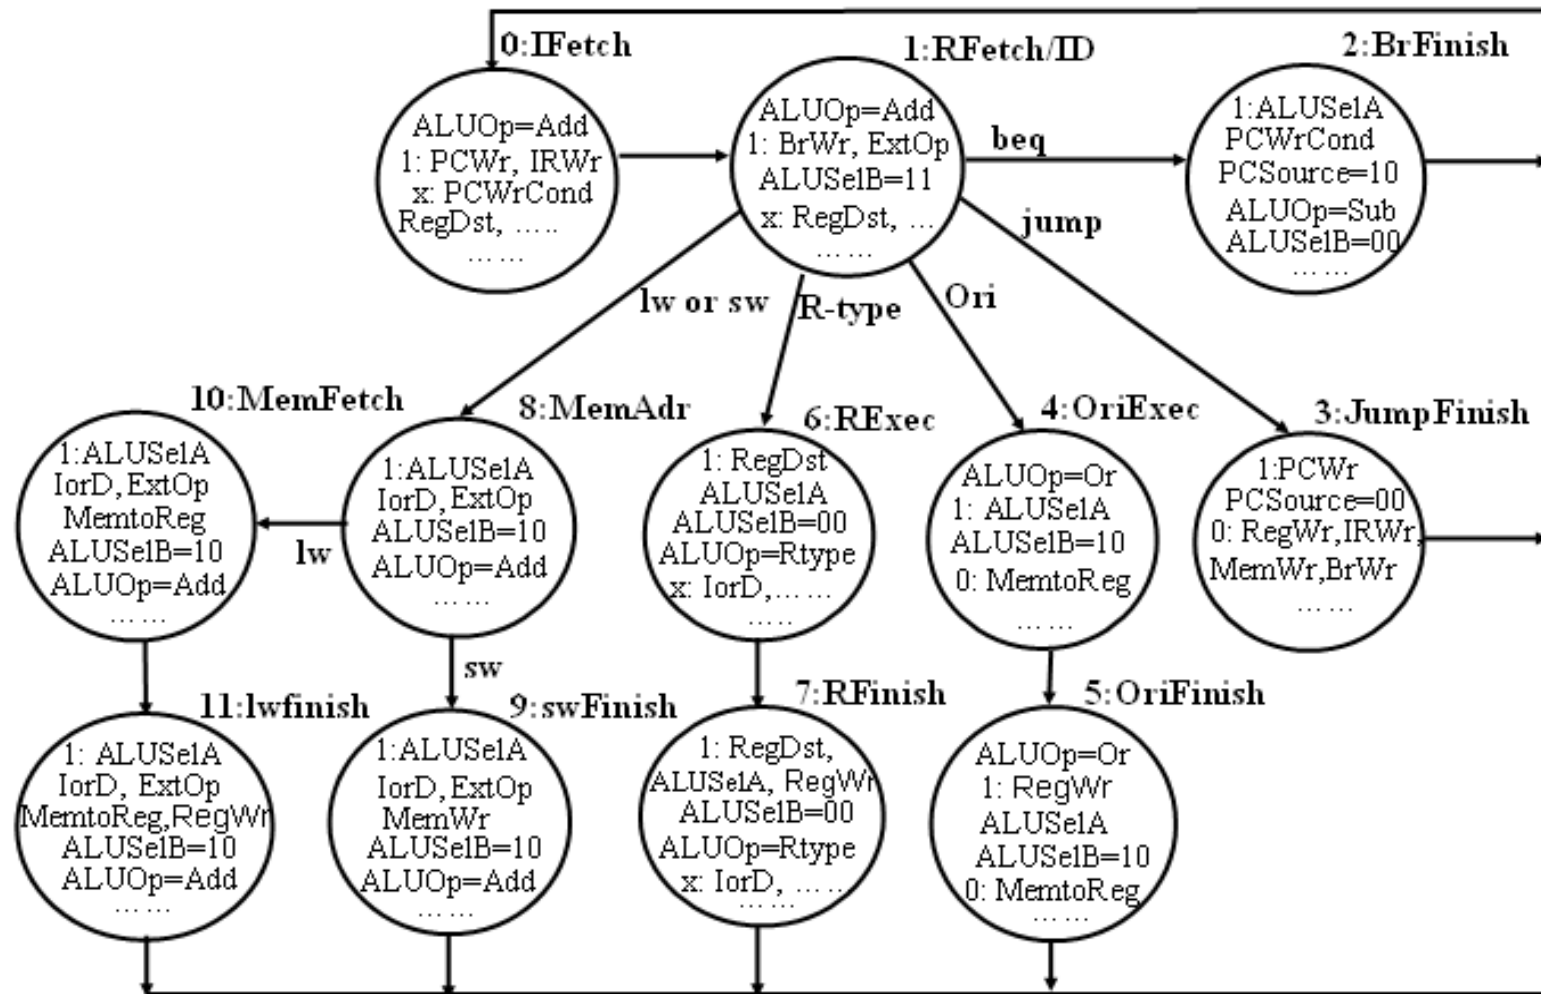 0:IFetch
ALUOp=Add
1: PCWr, IRWr
x: PCWrCond
RegDst, .....
... ...
1:RFetch/ID
ALUOp=Add
1: BrWr, ExtOp
ALUSelB=11
x: RegDst, ...
... ...
beq
2:BrFinish
1:ALUSelA
PCWrCond
PCSource=10
ALUOp=Sub
ALUSelB=00
... ...
jump
lw or sw
R-type
Ori
10:MemFetch
1:ALUSelA
IorD,ExtOp
MemtoReg
ALUSelB=10
ALUOp=Add
... ...
lw
8:MemAdr
1:ALUSelA
IorD,ExtOp
ALUSelB=10
ALUOp=Add
... ...
sw
6:RExec
1: RegDst
ALUSelA
ALUSelB=00
ALUOp=Rtype
x: IorD,... ...
.....
4:OriExec
ALUOp=Or
1: ALUSelA
ALUSelB=10
0: MemtoReg
... ...
3:JumpFinish
1:PCWr
PCSource=00
0: RegWr,IRWr,
MemWr,BrWr
... ...
11:lwfinish
1: ALUSelA
IorD, ExtOp
MemtoReg,RegWr
ALUSelB=10
ALUOp=Add
... ...
9:swFinish
1:ALUSelA
IorD,ExtOp
MemWr
ALUSelB=10
ALUOp=Add
... ...
7:RFinish
1: RegDst,
ALUSelA, RegWr
ALUSelB=00
ALUOp=Rtype
x: IorD, .....
... ...
5:OriFinish
ALUOp=Or
1: RegWr
ALUSelA
ALUSelB=10
0: MemtoReg
... ...